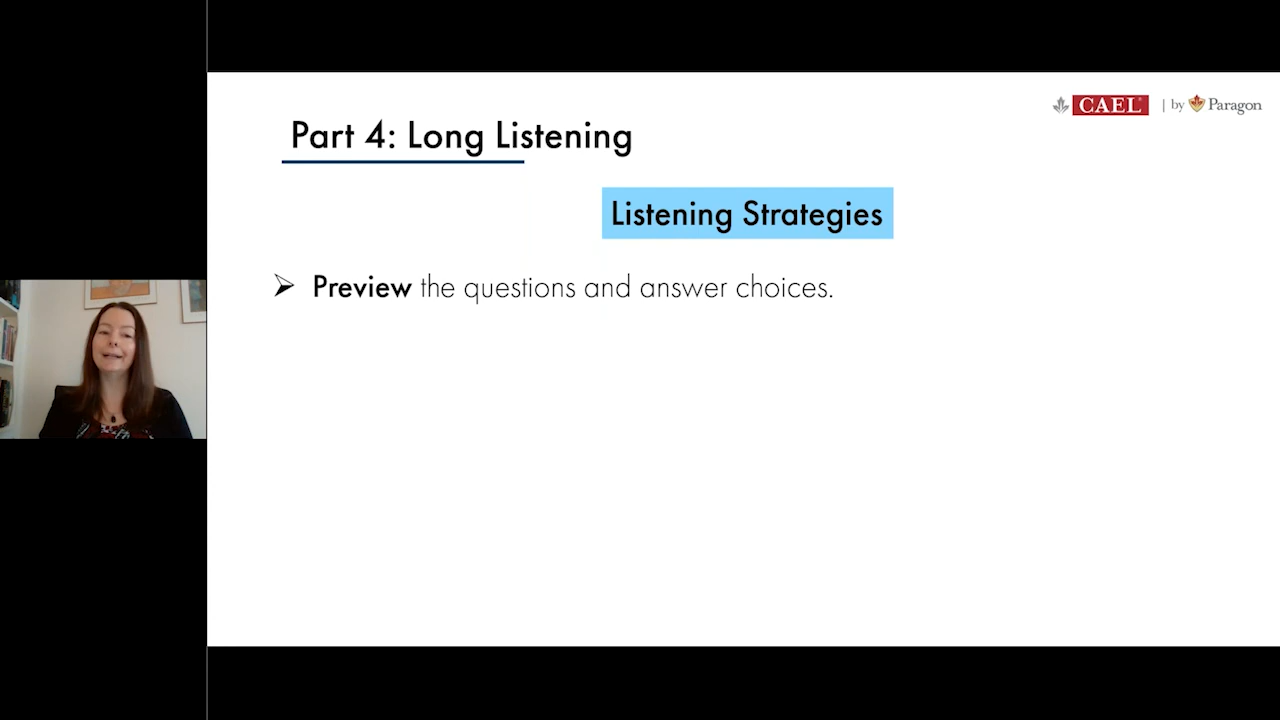 CAEL | by Paragon
Part 4: Long Listening
Listening Strategies
➢ Preview the questions and answer choices.